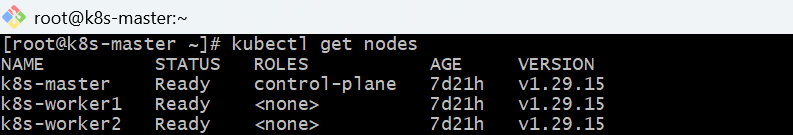 root@k8s-master:~
[root@k8s-master ~]# kubectl get nodes
NAME STATUS ROLES AGE VERSION
k8s-master Ready control-plane 7d21h v1.29.15
k8s-worker1 Ready <none> 7d21h v1.29.15
k8s-worker2 Ready <none> 7d21h v1.29.15